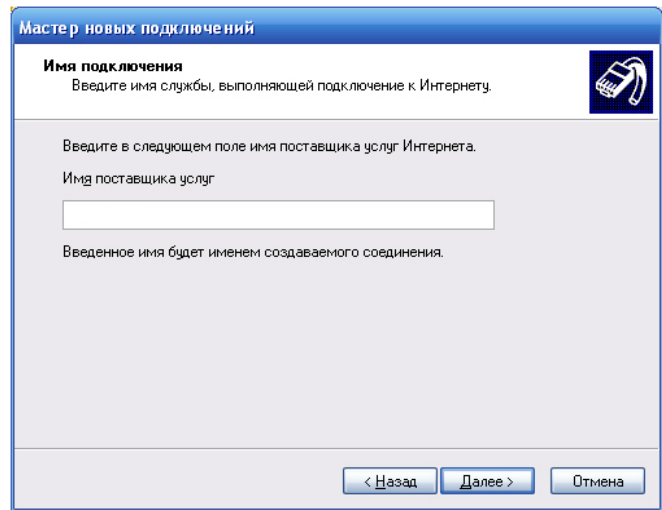 Мастер новых подключений
Имя подключения
Введите имя службы, выполняющей подключение к Интернету.
Введите в следующем поле имя поставщика услуг Интернета.
Имя поставщика услуг
Введенное имя будет именем создаваемого соединения.
< Назад Далее > Отмена